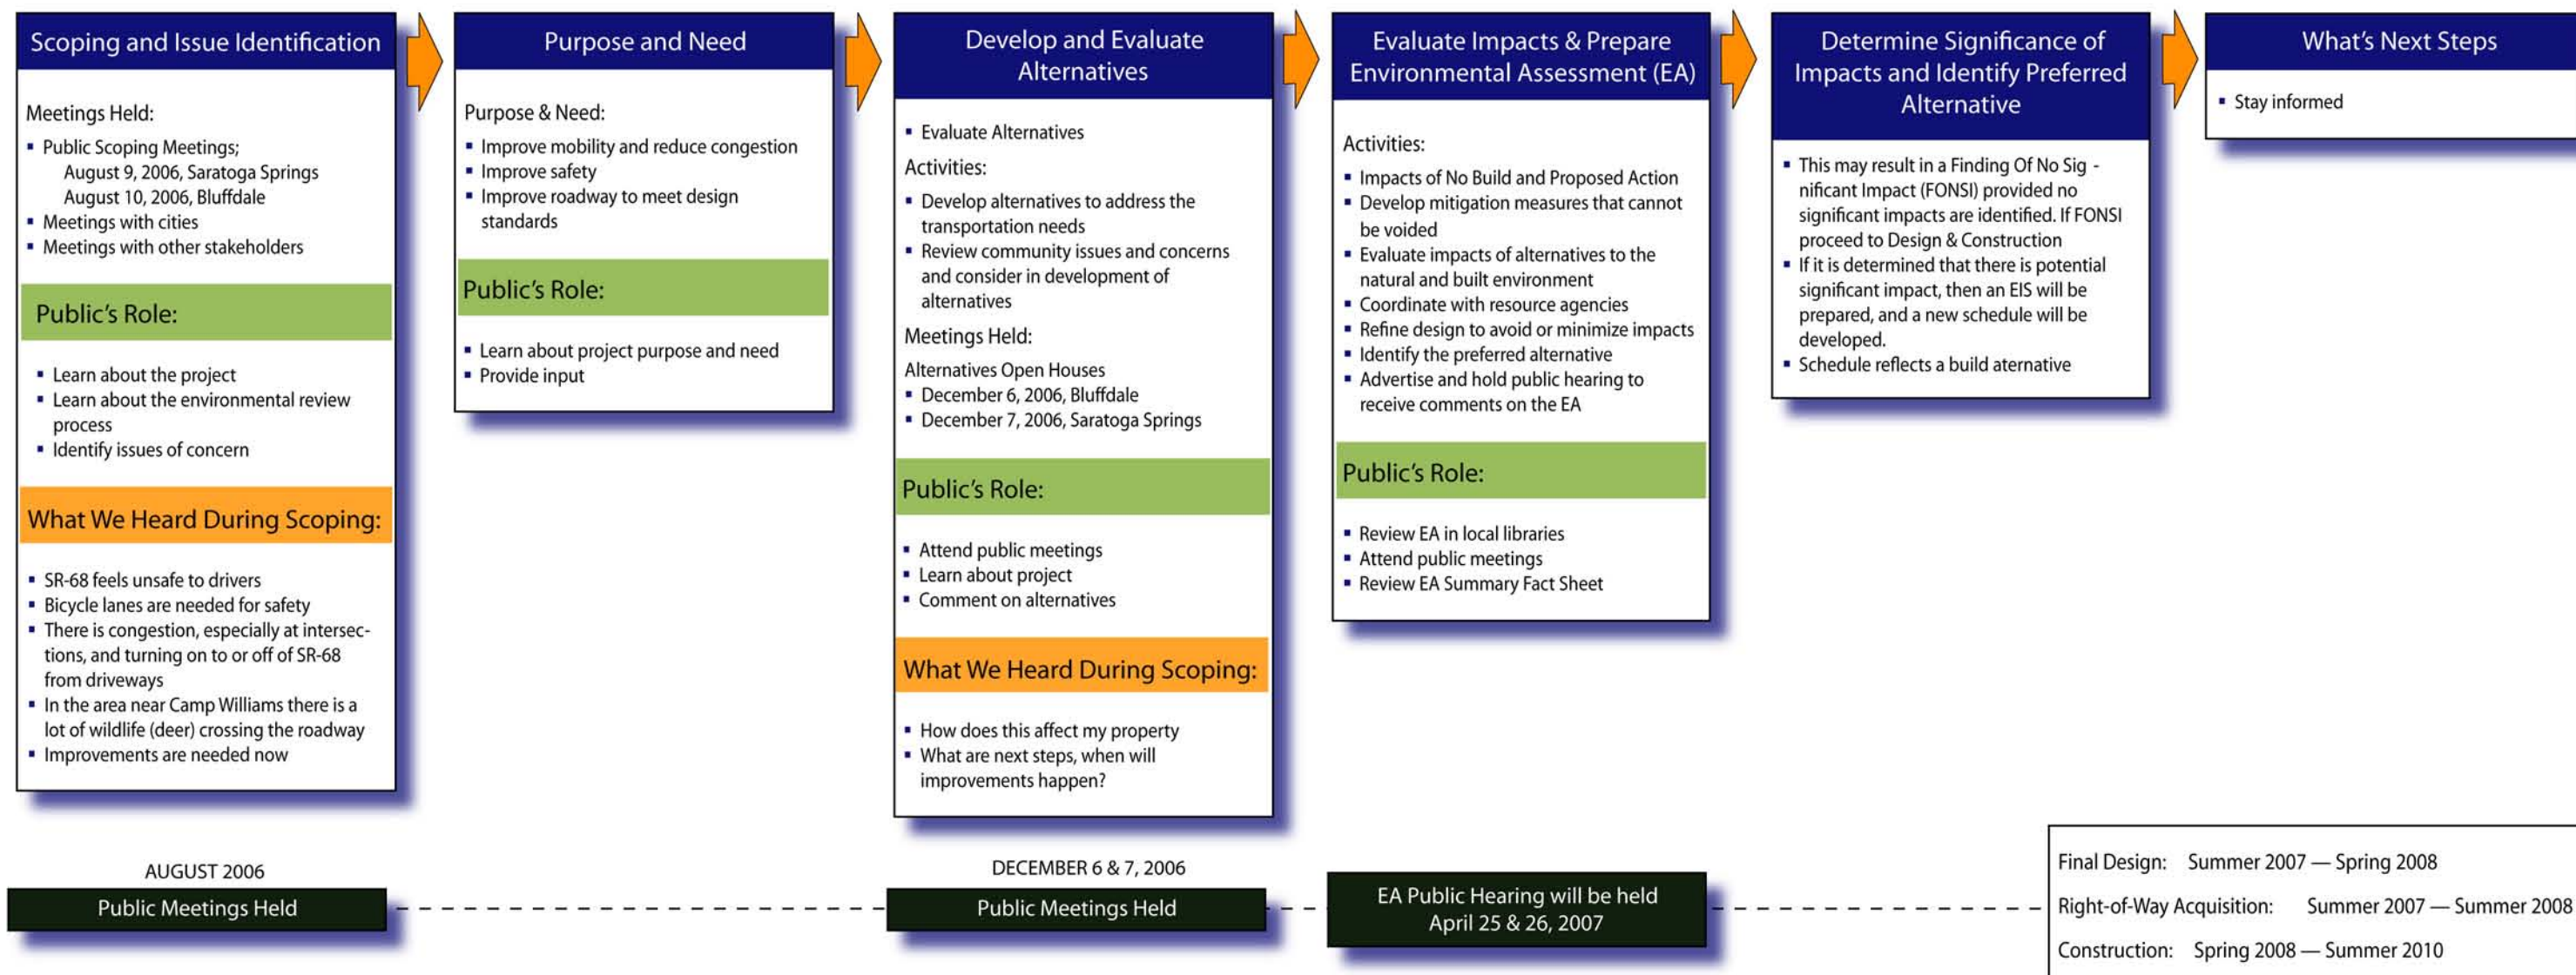 Scoping and Issue Identification
Meetings Held:
▪ Public Scoping Meetings;
August 9, 2006, Saratoga Springs
August 10, 2006, Bluffdale
▪ Meetings with cities
▪ Meetings with other stakeholders
Public's Role:
▪ Learn about the project
▪ Learn about the environmental review
process
▪ Identify issues of concern
What We Heard During Scoping:
▪ SR-68 feels unsafe to drivers
▪ Bicycle lanes are needed for safety
▪ There is congestion, especially at intersec-
tions, and turning on to or off of SR-68
from driveways
▪ In the area near Camp Williams there is a
lot of wildlife (deer) crossing the roadway
▪ Improvements are needed now
Purpose and Need
Purpose & Need:
▪ Improve mobility and reduce congestion
▪ Improve safety
▪ Improve roadway to meet design
standards
Public's Role:
▪ Learn about project purpose and need
▪ Provide input
Develop and Evaluate
Alternatives
▪ Evaluate Alternatives
Activities:
▪ Develop alternatives to address the
transportation needs
▪ Review community issues and concerns
and consider in development of
alternatives
Meetings Held:
Alternatives Open Houses
▪ December 6, 2006, Bluffdale
▪ December 7, 2006, Saratoga Springs
Public's Role:
▪ Attend public meetings
▪ Learn about project
▪ Comment on alternatives
What We Heard During Scoping:
▪ How does this affect my property
▪ What are next steps, when will
improvements happen?
Evaluate Impacts & Prepare
Environmental Assessment (EA)
Activities:
▪ Impacts of No Build and Proposed Action
▪ Develop mitigation measures that cannot
be voided
▪ Evaluate impacts of alternatives to the
natural and built environment
▪ Coordinate with resource agencies
▪ Refine design to avoid or minimize impacts
▪ Identify the preferred alternative
▪ Advertise and hold public hearing to
receive comments on the EA
Public's Role:
▪ Review EA in local libraries
▪ Attend public meetings
▪ Review EA Summary Fact Sheet
Determine Significance of
Impacts and Identify Preferred
Alternative
▪ This may result in a Finding Of No Sig -
nificant Impact (FONSI) provided no
significant impacts are identified. If FONSI
proceed to Design & Construction
▪ If it is determined that there is potential
significant impact, then an EIS will be
prepared, and a new schedule will be
developed.
▪ Schedule reflects a build aternative
What's Next Steps
▪ Stay informed
AUGUST 2006
Public Meetings Held
DECEMBER 6 & 7, 2006
Public Meetings Held
EA Public Hearing will be held
April 25 & 26, 2007
Final Design: Summer 2007 — Spring 2008
Right-of-Way Acquisition: Summer 2007 — Summer 2008
Construction: Spring 2008 — Summer 2010